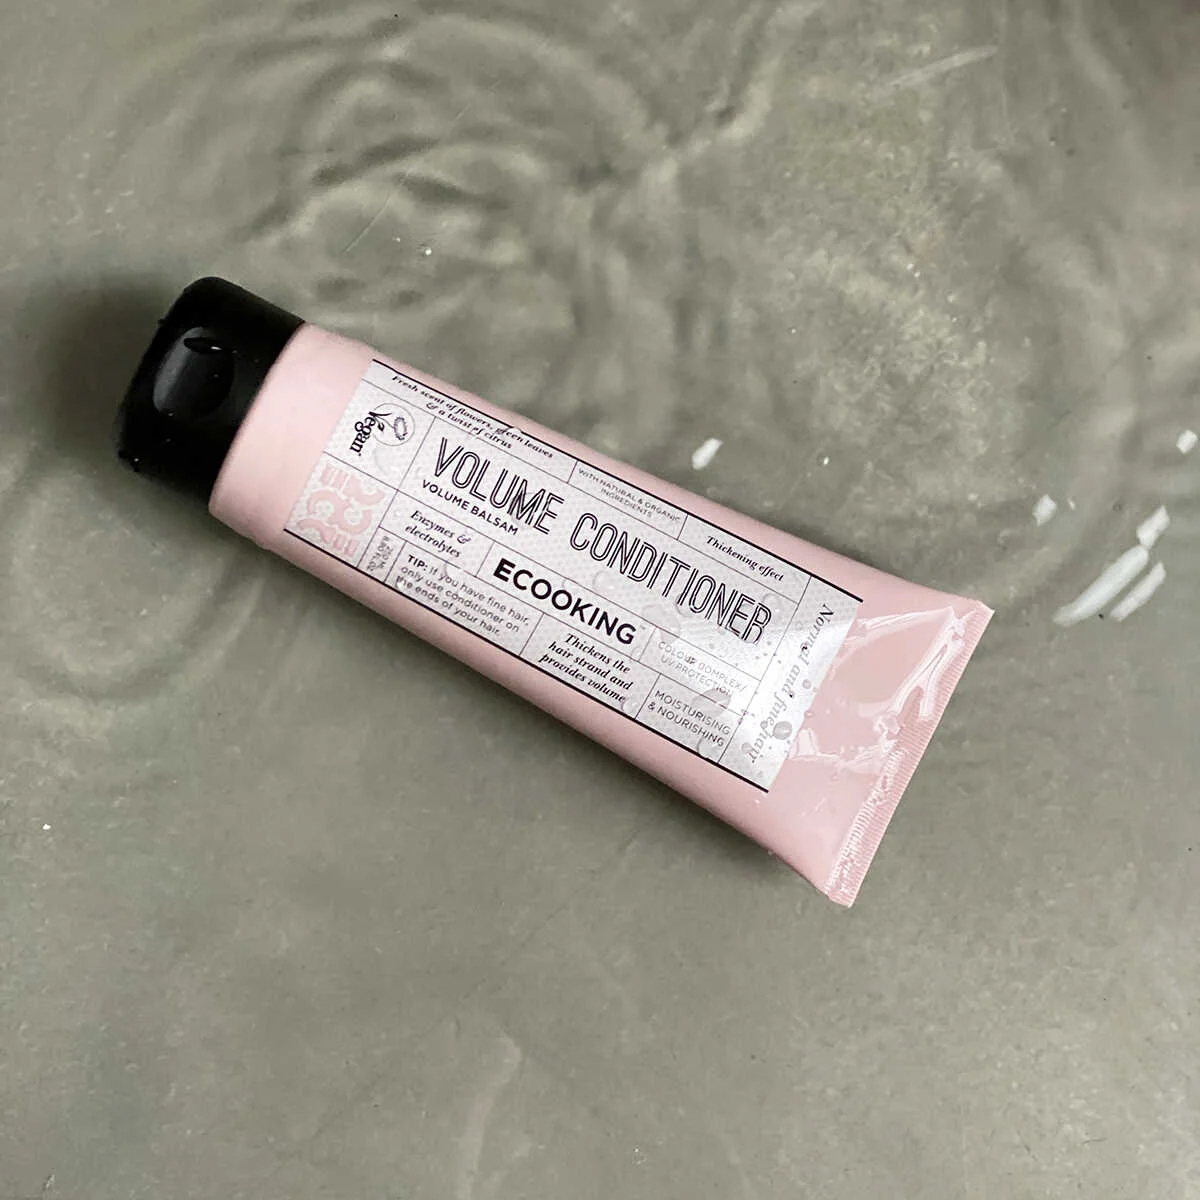 Fresh scent of flowers, green leaves
& a twist of citrus
WITH NATURAL & ORGANIC
INGREDIENTS
Thickening effect
Vegan
VOLUME CONDITIONER
VOLUME BALSAM
Enzymes &
electrolytes
ECOOKING
COLOUR COMPLEX/
UV PROTECTION
TIP: If you have fine hair,
only use conditioner on
the ends of your hair.
Thickens the
hair strand and
provides volume
MOISTURISING
& NOURISHING
Normal and fine hair